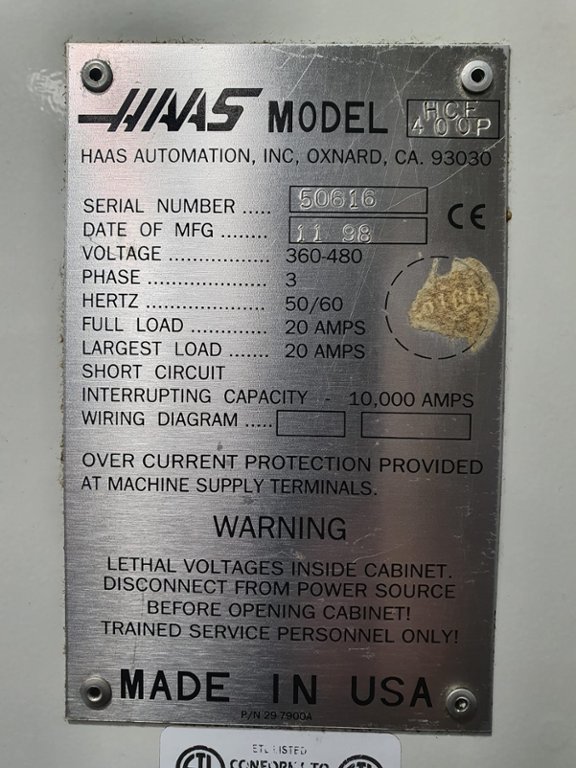 HAAS MODEL HCE 400P
HAAS AUTOMATION, INC, OXNARD, CA. 93030
SERIAL NUMBER ..... 50616
DATE OF MFG ........ 11 98
CE
VOLTAGE ................. 360-480
PHASE ..................... 3
HERTZ .................... 50/60
FULL LOAD ............. 20 AMPS
LARGEST LOAD ....... 20 AMPS
SHORT CIRCUIT
INTERRUPTING CAPACITY - 10,000 AMPS
WIRING DIAGRAM .....
OVER CURRENT PROTECTION PROVIDED
AT MACHINE SUPPLY TERMINALS.
WARNING
LETHAL VOLTAGES INSIDE CABINET.
DISCONNECT FROM POWER SOURCE
BEFORE OPENING CABINET!
TRAINED SERVICE PERSONNEL ONLY!
MADE IN USA
P/N 29-7900A
ETL LISTED
CONFORMS TO